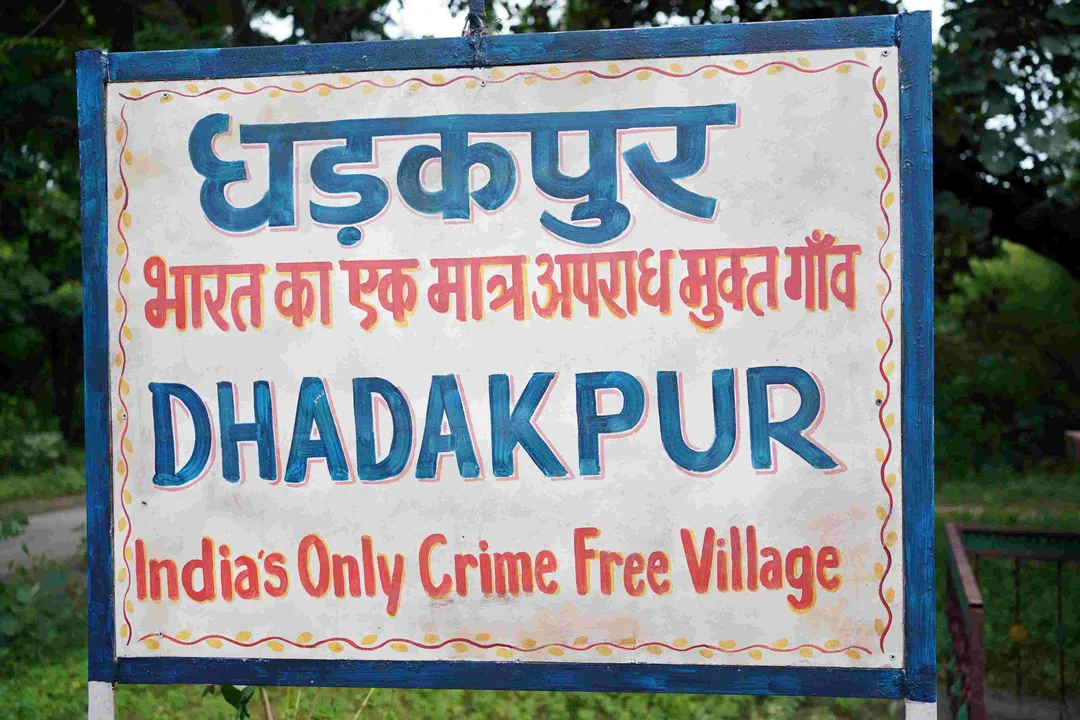 धड़कपुर
भारत का एक मात्र अपराध मुक्त गाँव
DHADAKPUR
India's Only Crime Free Village